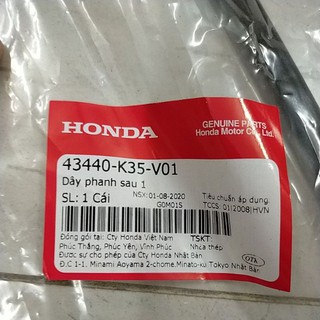 HONDA
GENUINE PARTS
Honda Motor Co., Ltd.
43440-K35-V01
Dây phanh sau 1
SL: 1 Cái
NSX: 01-08-2020
G0M01S
Tiêu chuẩn áp dụng:
TCCS: 01|2008|HVN
Đóng gói tại: Cty Honda Việt Nam
Phúc Thắng, Phúc Yên, Vĩnh Phúc
TSKT:
Nhựa thép
Được sự cho phép của Cty Honda Nhật Bản
Đ.C 1-1, Minami Aoyama 2-chome.Minato-ku Tokyo Nhật Bản